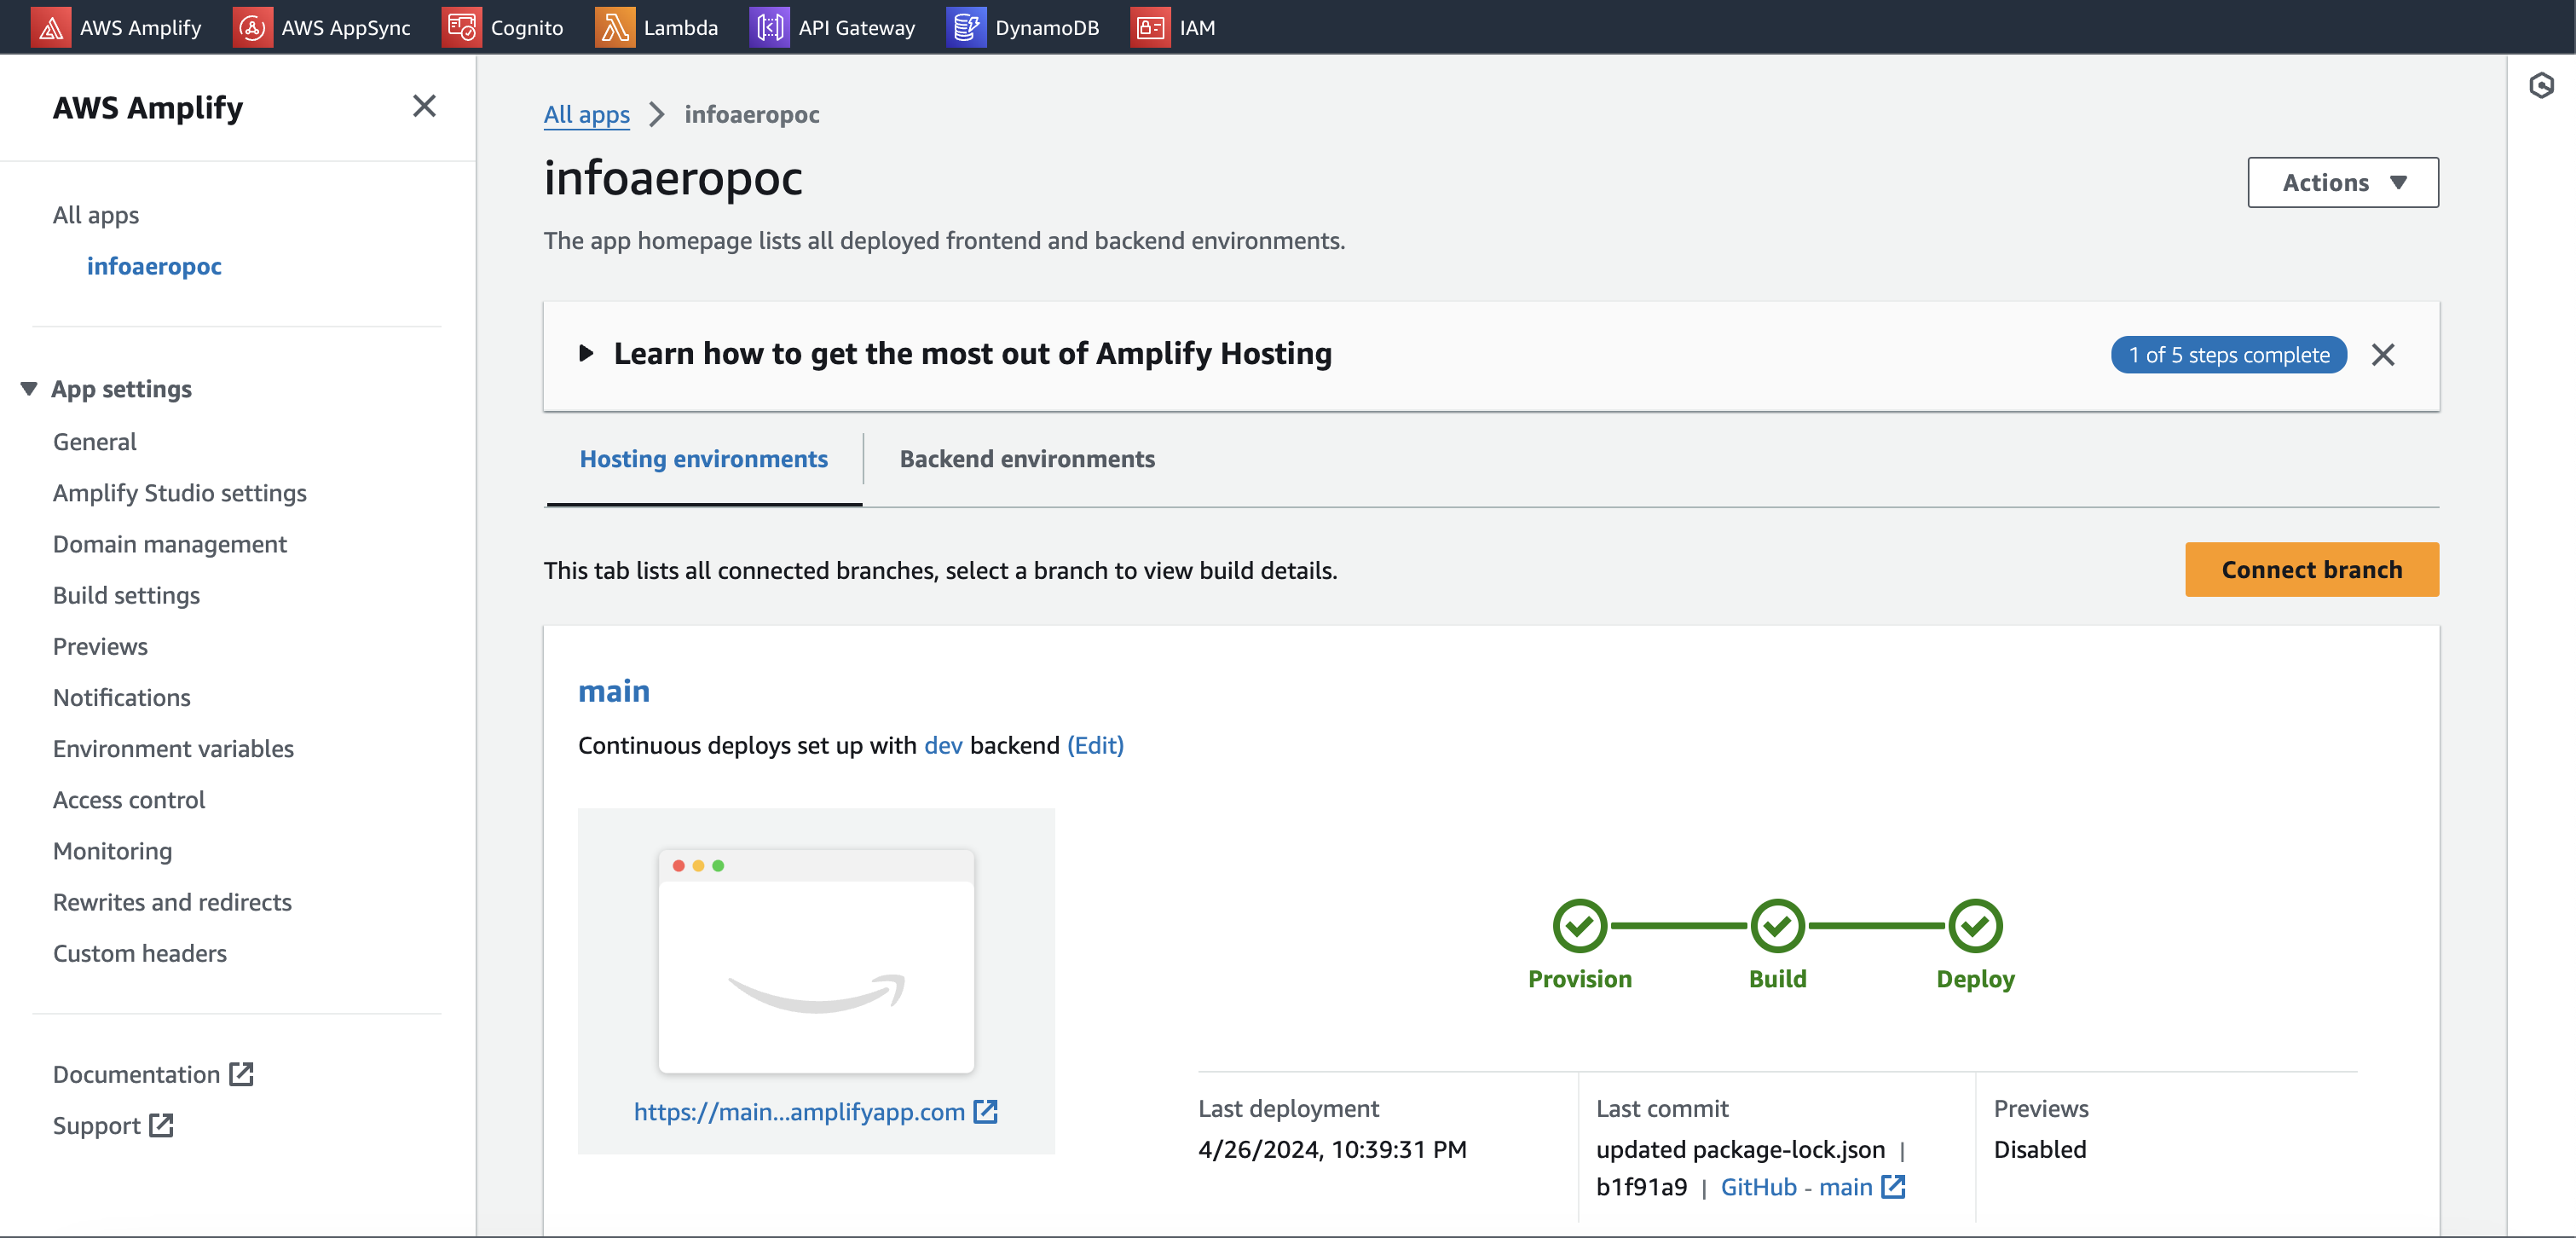 AWS Amplify
AWS AppSync
Cognito
Lambda
API Gateway
DynamoDB
IAM
AWS Amplify
All apps
infoaeropoc
App settings
General
Amplify Studio settings
Domain management
Build settings
Previews
Notifications
Environment variables
Access control
Monitoring
Rewrites and redirects
Custom headers
Documentation
Support
All apps
infoaeropoc
infoaeropoc
Actions
The app homepage lists all deployed frontend and backend environments.
Learn how to get the most out of Amplify Hosting
1 of 5 steps complete
Hosting environments
Backend environments
This tab lists all connected branches, select a branch to view build details.
Connect branch
main
Continuous deploys set up with dev backend (Edit)
https://main...amplifyapp.com
Provision
Build
Deploy
Last deployment
4/26/2024, 10:39:31 PM
Last commit
updated package-lock.json |
b1f91a9 | GitHub - main
Previews
Disabled